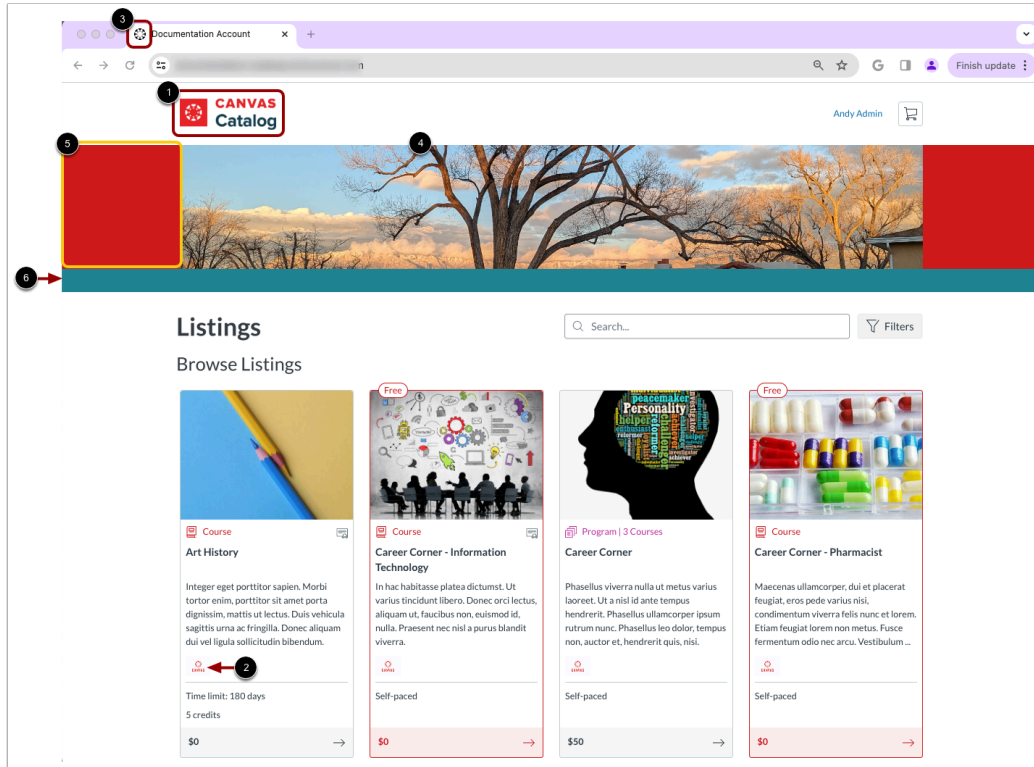 3
Documentation Account
Finish update
1
CANVAS
Catalog
Andy Admin
5
4
6
Listings
Search...
Filters
Browse Listings
Free
Free
peacemaker
Personality
helper
enthusiast
reformer
challenger
investigator
achiever
Course
Course
Program | 3 Courses
Course
Art History
Career Corner - Information
Technology
Career Corner
Career Corner - Pharmacist
Integer eget porttitor sapien. Morbi
tortor enim, porttitor sit amet porta
dignissim, mattis ut lectus. Duis vehicula
sagittis urna ac fringilla. Donec aliquam
dui vel ligula sollicitudin bibendum.
In hac habitasse platea dictumst. Ut
varius tincidunt libero. Donec orci lectus,
aliquam ut, faucibus non, euismod id,
nulla. Praesent nec nisl a purus blandit
viverra.
Phasellus viverra nulla ut metus varius
laoreet. Ut a nisl id ante tempus
hendrerit. Phasellus ullamcorper ipsum
rutrum nunc. Phasellus leo dolor, tempus
non, auctor et, hendrerit quis, nisi.
Maecenas ullamcorper, dui et placerat
feugiat, eros pede varius nisi,
condimentum viverra felis nunc et lorem.
Etiam feugiat lorem non metus. Fusce
fermentum odio nec arcu. Vestibulum ...
2
Time limit: 180 days
5 credits
Self-paced
Self-paced
Self-paced
$0
$0
$50
$0